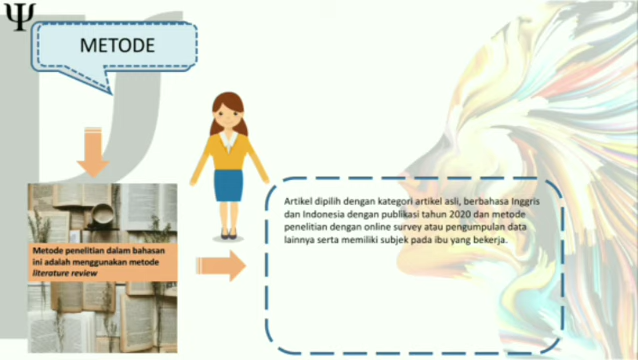 Ψ
METODE
Metode penelitian dalam bahasan
ini adalah menggunakan metode
literature review
Artikel dipilih dengan kategori artikel asli, berbahasa Inggris
dan Indonesia dengan publikasi tahun 2020 dan metode
penelitian dengan online survey atau pengumpulan data
lainnya serta memiliki subjek pada ibu yang bekerja.